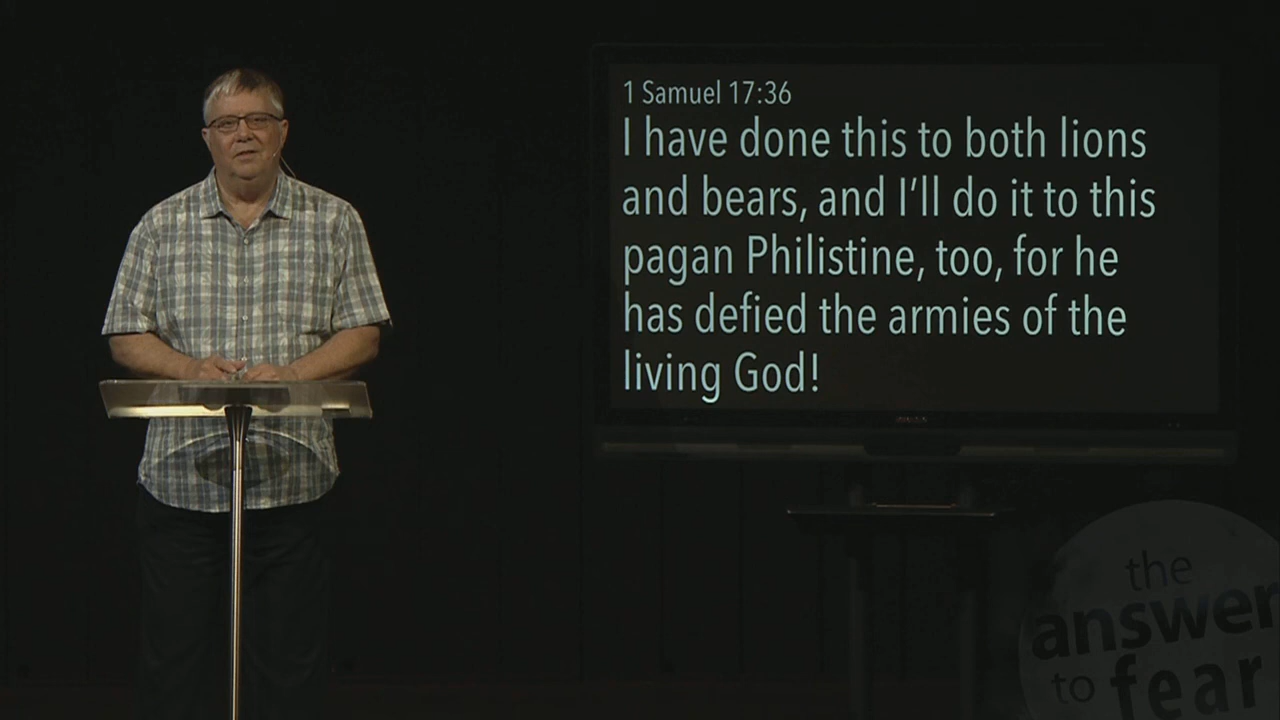 1 Samuel 17:36
I have done this to both lions
and bears, and I'll do it to this
pagan Philistine, too, for he
has defied the armies of the
living God!
the
answer
to fear